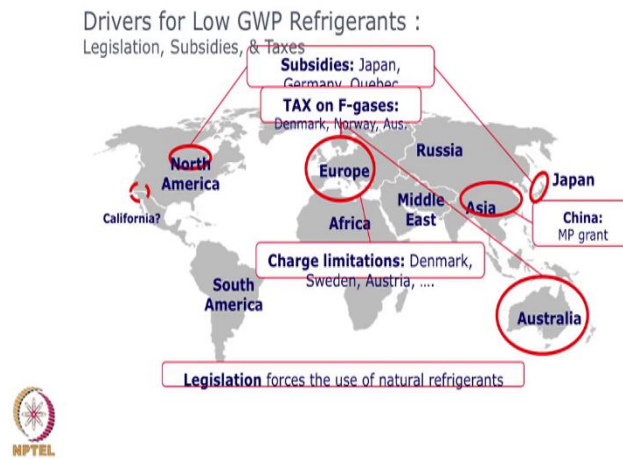 Drivers for Low GWP Refrigerants :
Legislation, Subsidies, & Taxes
Subsidies: Japan,
Germany, Quebec
TAX on F-gases:
Denmark, Norway, Aus.
North
America
Europe
Russia
Japan
Middle
East
Asia
California?
Africa
China:
MP grant
Charge limitations: Denmark,
Sweden, Austria, ....
South
America
Australia
Legislation forces the use of natural refrigerants
NPTEL